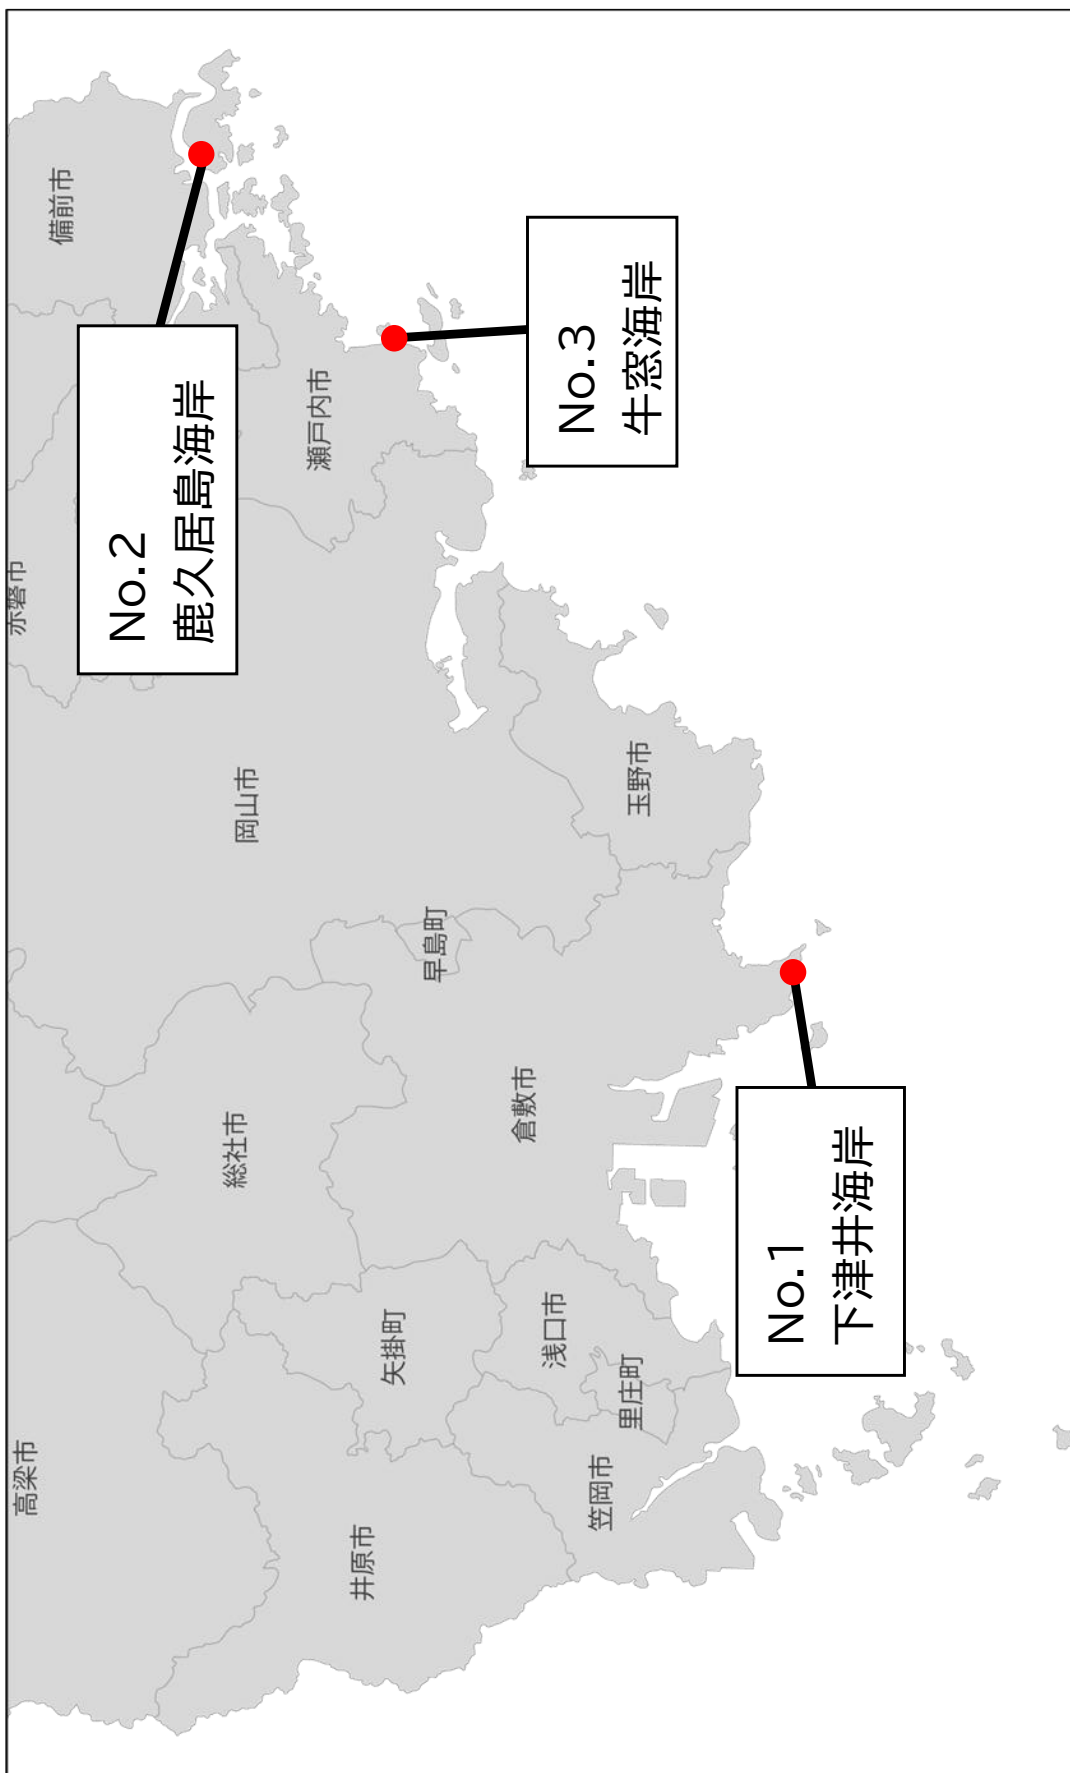 高梁市
赤磐市
備前市
No.2
鹿久居島海岸
総社市
岡山市
瀬戸内市
井原市
矢掛町
早島町
倉敷市
浅口市
里庄町
笠岡市
玉野市
No.3
牛窓海岸
No.1
下津井海岸